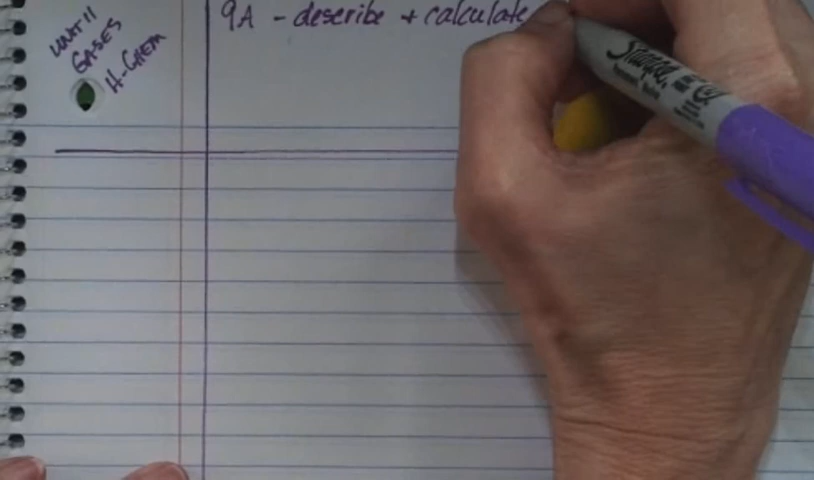 UNIT 11
GASES
H-CHEM
9A - describe + calculate
Sharpie